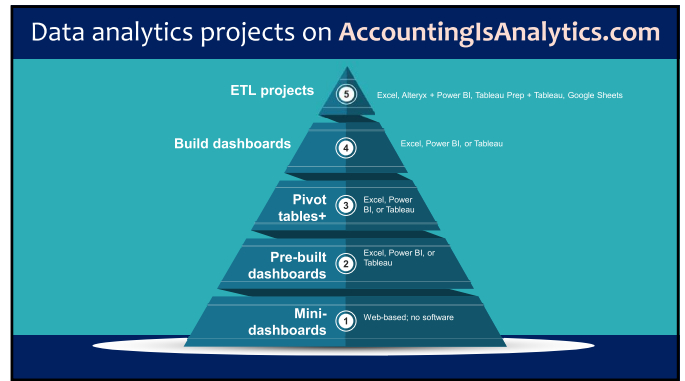 Data analytics projects on AccountingIsAnalytics.com
ETL projects
5
Excel, Alteryx + Power BI, Tableau Prep + Tableau, Google Sheets
Build dashboards
4
Excel, Power BI, or Tableau
Pivot
tables+
3
Excel, Power
BI, or Tableau
Pre-built
dashboards
2
Excel, Power BI, or
Tableau
Mini-
dashboards
1
Web-based; no software